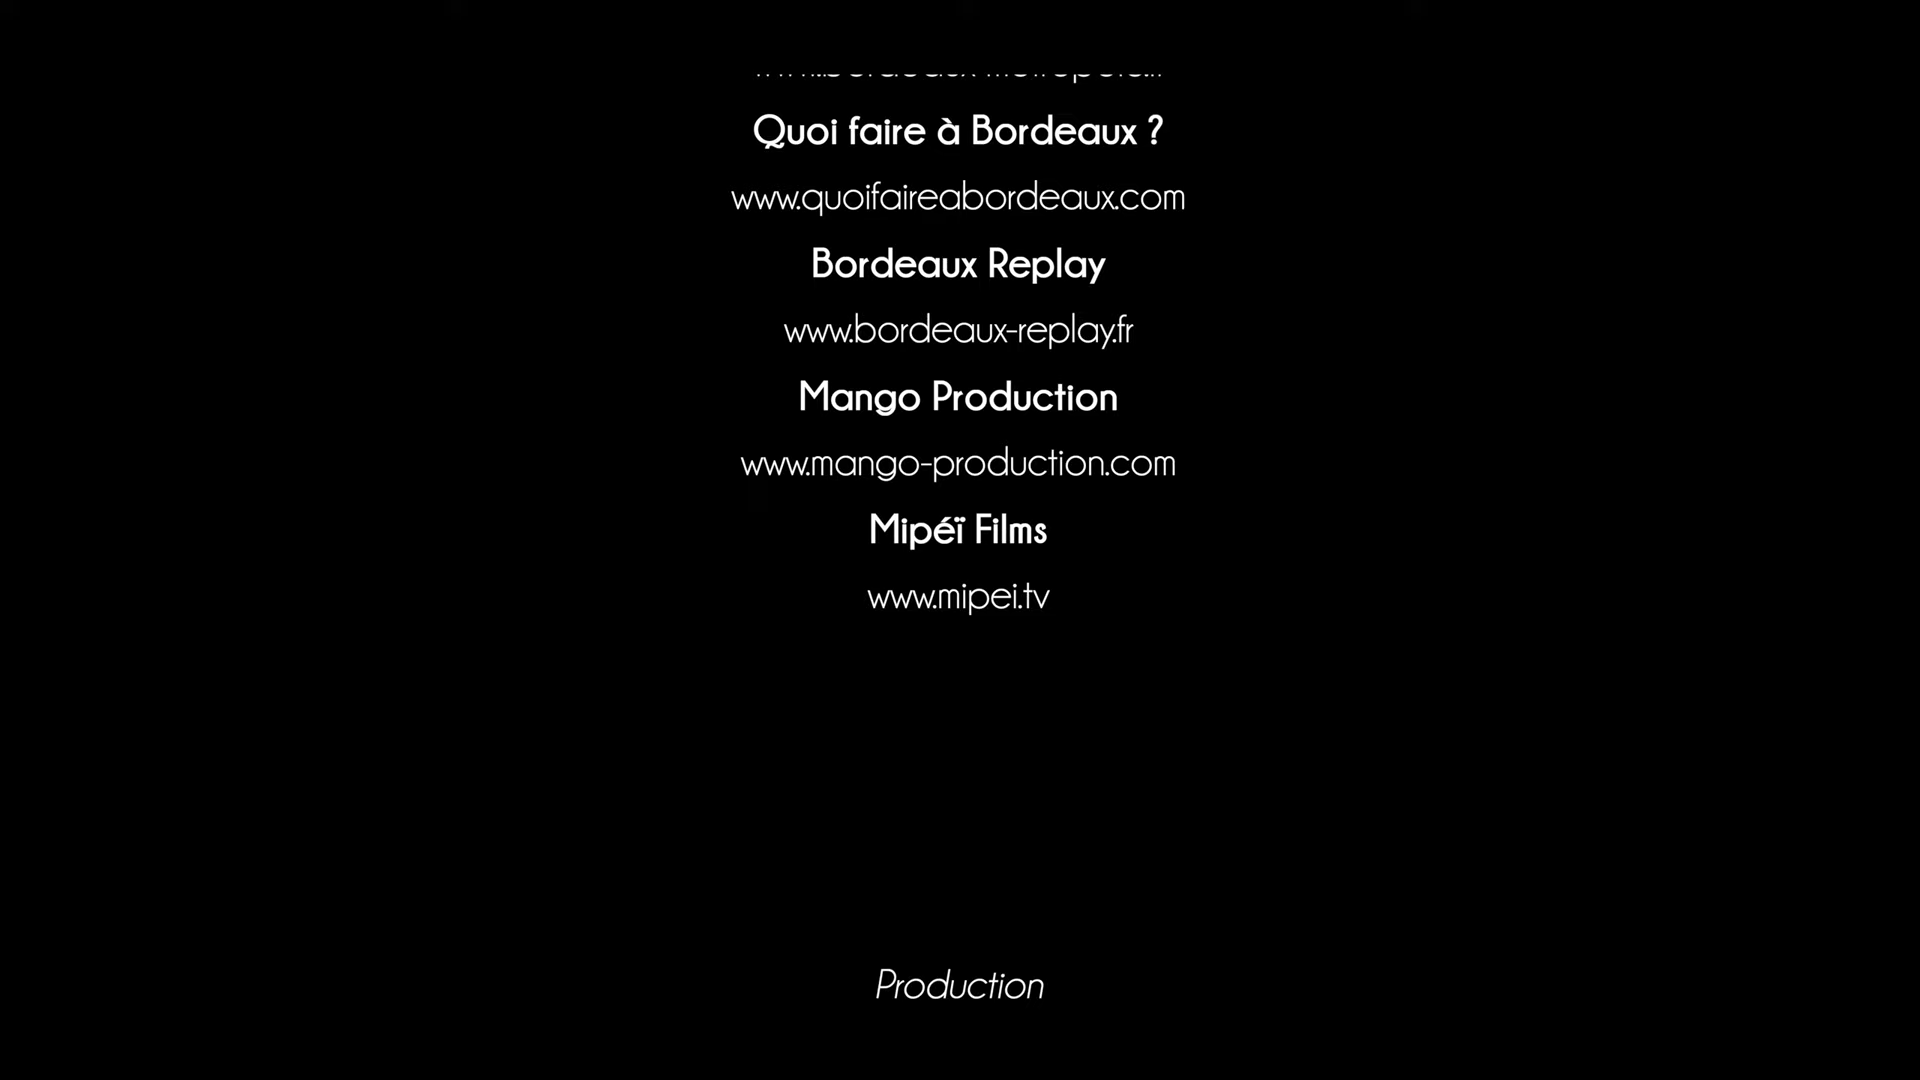 Quoi faire à Bordeaux ?
www.quoifaireabordeaux.com
Bordeaux Replay
www.bordeaux-replay.fr
Mango Production
www.mango-production.com
Mipéï Films
www.mipei.tv
Production